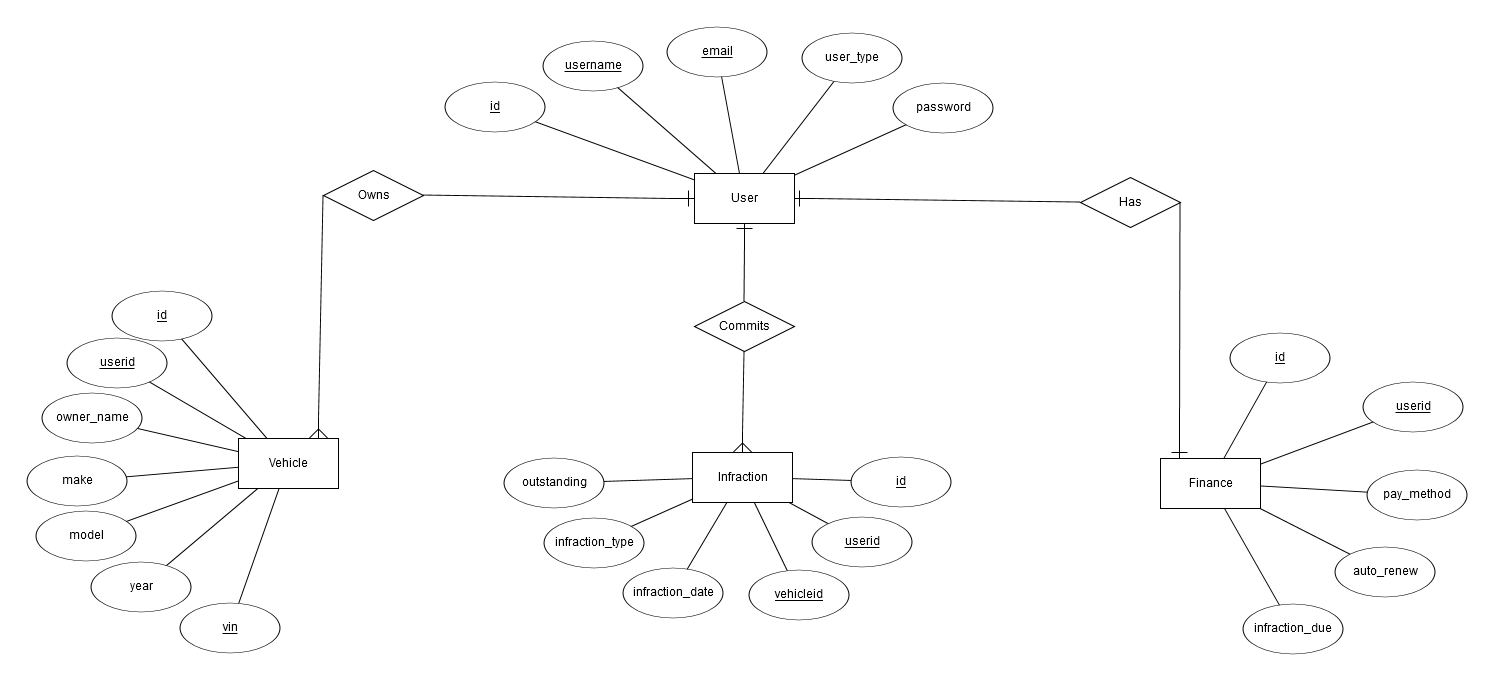 email
user_type
username
id
password
Owns
User
Has
id
Commits
userid
id
owner_name
userid
Vehicle
make
outstanding
Infraction
id
Finance
pay_method
model
infraction_type
userid
auto_renew
year
infraction_date
vehicleid
vin
infraction_due